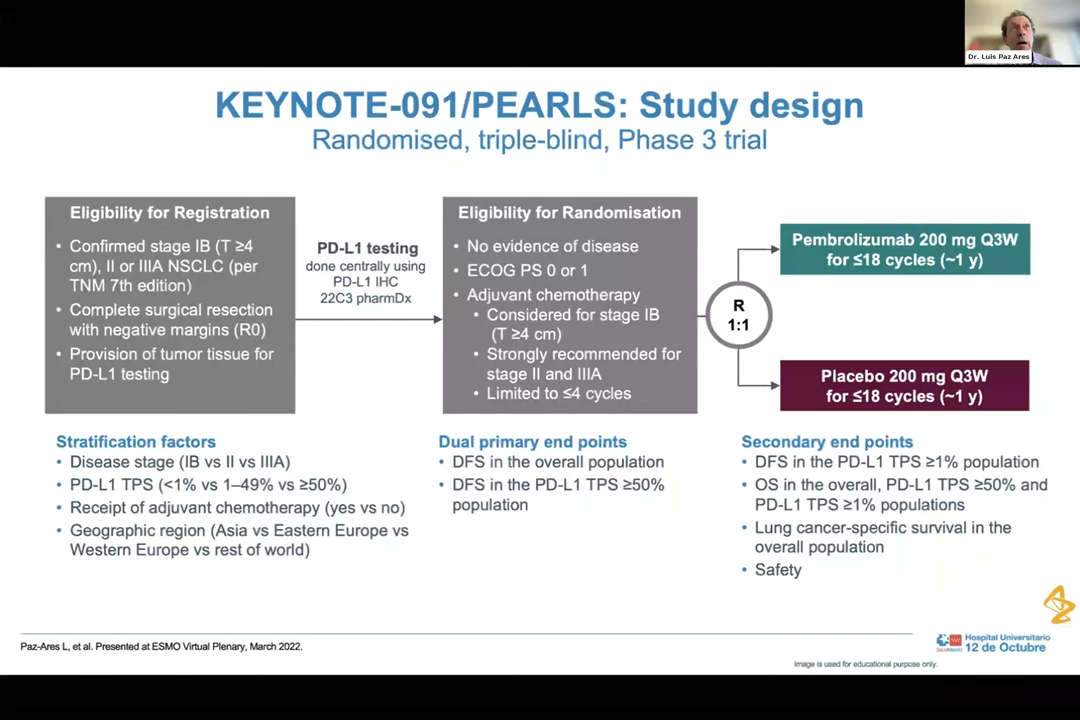 Dr. Luis Paz Ares
KEYNOTE-091/PEARLS: Study design
Randomised, triple-blind, Phase 3 trial
Eligibility for Registration
• Confirmed stage IB (T ≥4
cm), II or IIIA NSCLC (per
TNM 7th edition)
• Complete surgical resection
with negative margins (R0)
• Provision of tumor tissue for
PD-L1 testing
PD-L1 testing
done centrally using
PD-L1 IHC
22C3 pharmDx
Eligibility for Randomisation
• No evidence of disease
• ECOG PS 0 or 1
• Adjuvant chemotherapy
• Considered for stage IB
(T ≥4 cm)
• Strongly recommended for
stage II and IIIA
• Limited to ≤4 cycles
R
1:1
Pembrolizumab 200 mg Q3W
for ≤18 cycles (~1 y)
Placebo 200 mg Q3W
for ≤18 cycles (~1 y)
Stratification factors
• Disease stage (IB vs II vs IIIA)
• PD-L1 TPS (<1% vs 1–49% vs ≥50%)
• Receipt of adjuvant chemotherapy (yes vs no)
• Geographic region (Asia vs Eastern Europe vs
Western Europe vs rest of world)
Dual primary end points
• DFS in the overall population
• DFS in the PD-L1 TPS ≥50%
population
Secondary end points
• DFS in the PD-L1 TPS ≥1% population
• OS in the overall, PD-L1 TPS ≥50% and
PD-L1 TPS ≥1% populations
• Lung cancer-specific survival in the
overall population
• Safety
Paz-Ares L, et al. Presented at ESMO Virtual Plenary, March 2022.
Hospital Universitario
12 de Octubre
Image is used for educational purpose only.